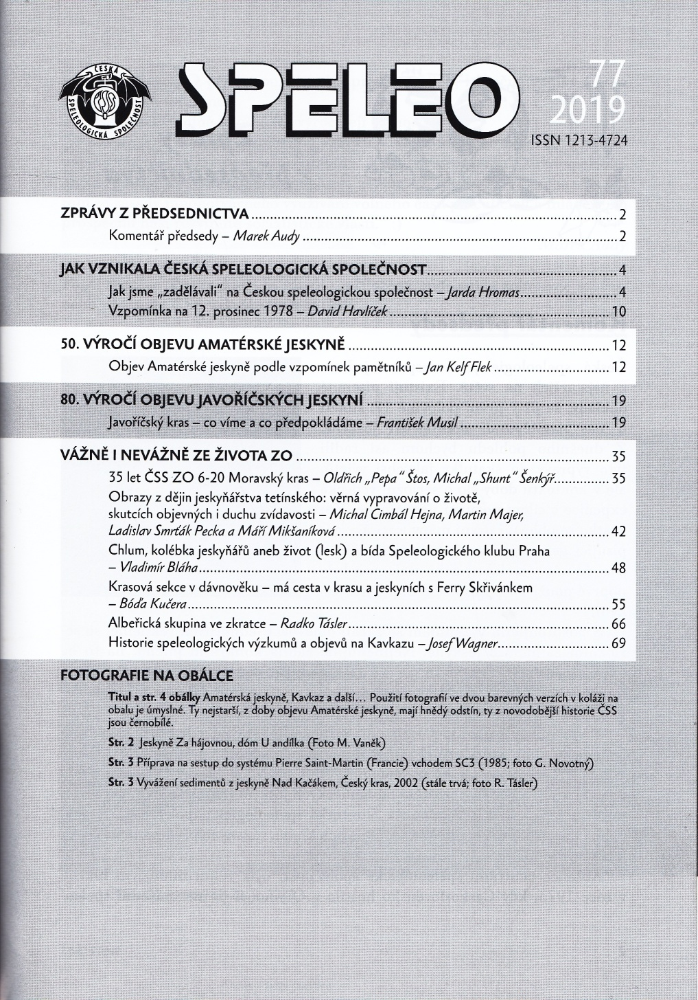 ČESKÁ
SPELEOLOGICKÁ SPOLEČNOST
SPELEO
77
2019
ISSN 1213-4724
ZPRÁVY Z PŘEDSEDNICTVA ........ 2
Komentář předsedy – Marek Audy ........ 2
JAK VZNIKALA ČESKÁ SPELEOLOGICKÁ SPOLEČNOST ........ 4
Jak jsme „zadělávali“ na Českou speleologickou společnost – Jarda Hromas ........ 4
Vzpomínka na 12. prosinec 1978 – David Havlíček ........ 10
50. VÝROČÍ OBJEVU AMATÉRSKÉ JESKYNĚ ........ 12
Objev Amatérské jeskyně podle vzpomínek pamětníků – Jan Kelf Flek ........ 12
80. VÝROČÍ OBJEVU JAVOŘÍČSKÝCH JESKYNÍ ........ 19
Javoříčský kras – co víme a co předpokládáme – František Musil ........ 19
VÁŽNĚ I NEVÁŽNĚ ZE ŽIVOTA ZO ........ 35
35 let ČSS ZO 6-20 Moravský kras – Oldřich „Pepa“ Štos, Michal „Shunt“ Šenkýř ........ 35
Obrazy z dějin jeskyňářstva tetínského: věrná vypravování o životě,
skutcích objevných i duchu zvídavosti – Michal Cimbál Hejna, Martin Majer,
Ladislav Smrťák Pecka a Máří Mikšaníková ........ 42
Chlum, kolébka jeskyňářů aneb život (lesk) a bída Speleologického klubu Praha
– Vladimír Bláha ........ 48
Krasová sekce v dávnověku – má cesta v krasu a jeskyních s Ferry Skřivánkem
– Bóďa Kučera ........ 55
Albeřická skupina ve zkratce – Radko Tásler ........ 66
Historie speleologických výzkumů a objevů na Kavkazu – Josef Wagner ........ 69
FOTOGRAFIE NA OBÁLCE
Titul a str. 4 obálky Amatérská jeskyně, Kavkaz a další… Použití fotografií ve dvou barevných verzích v koláži na
obalu je úmyslné. Ty nejstarší, z doby objevu Amatérské jeskyně, mají hnědý odstín, ty z novodobější historie ČSS
jsou černobílé.
Str. 2 Jeskyně Za hájovnou, dóm U andílka (Foto M. Vaněk)
Str. 3 Příprava na sestup do systému Pierre Saint-Martin (Francie) vchodem SC3 (1985; foto G. Novotný)
Str. 3 Vyvážení sedimentů z jeskyně Nad Kačákem, Český kras, 2002 (stále trvá; foto R. Tásler)